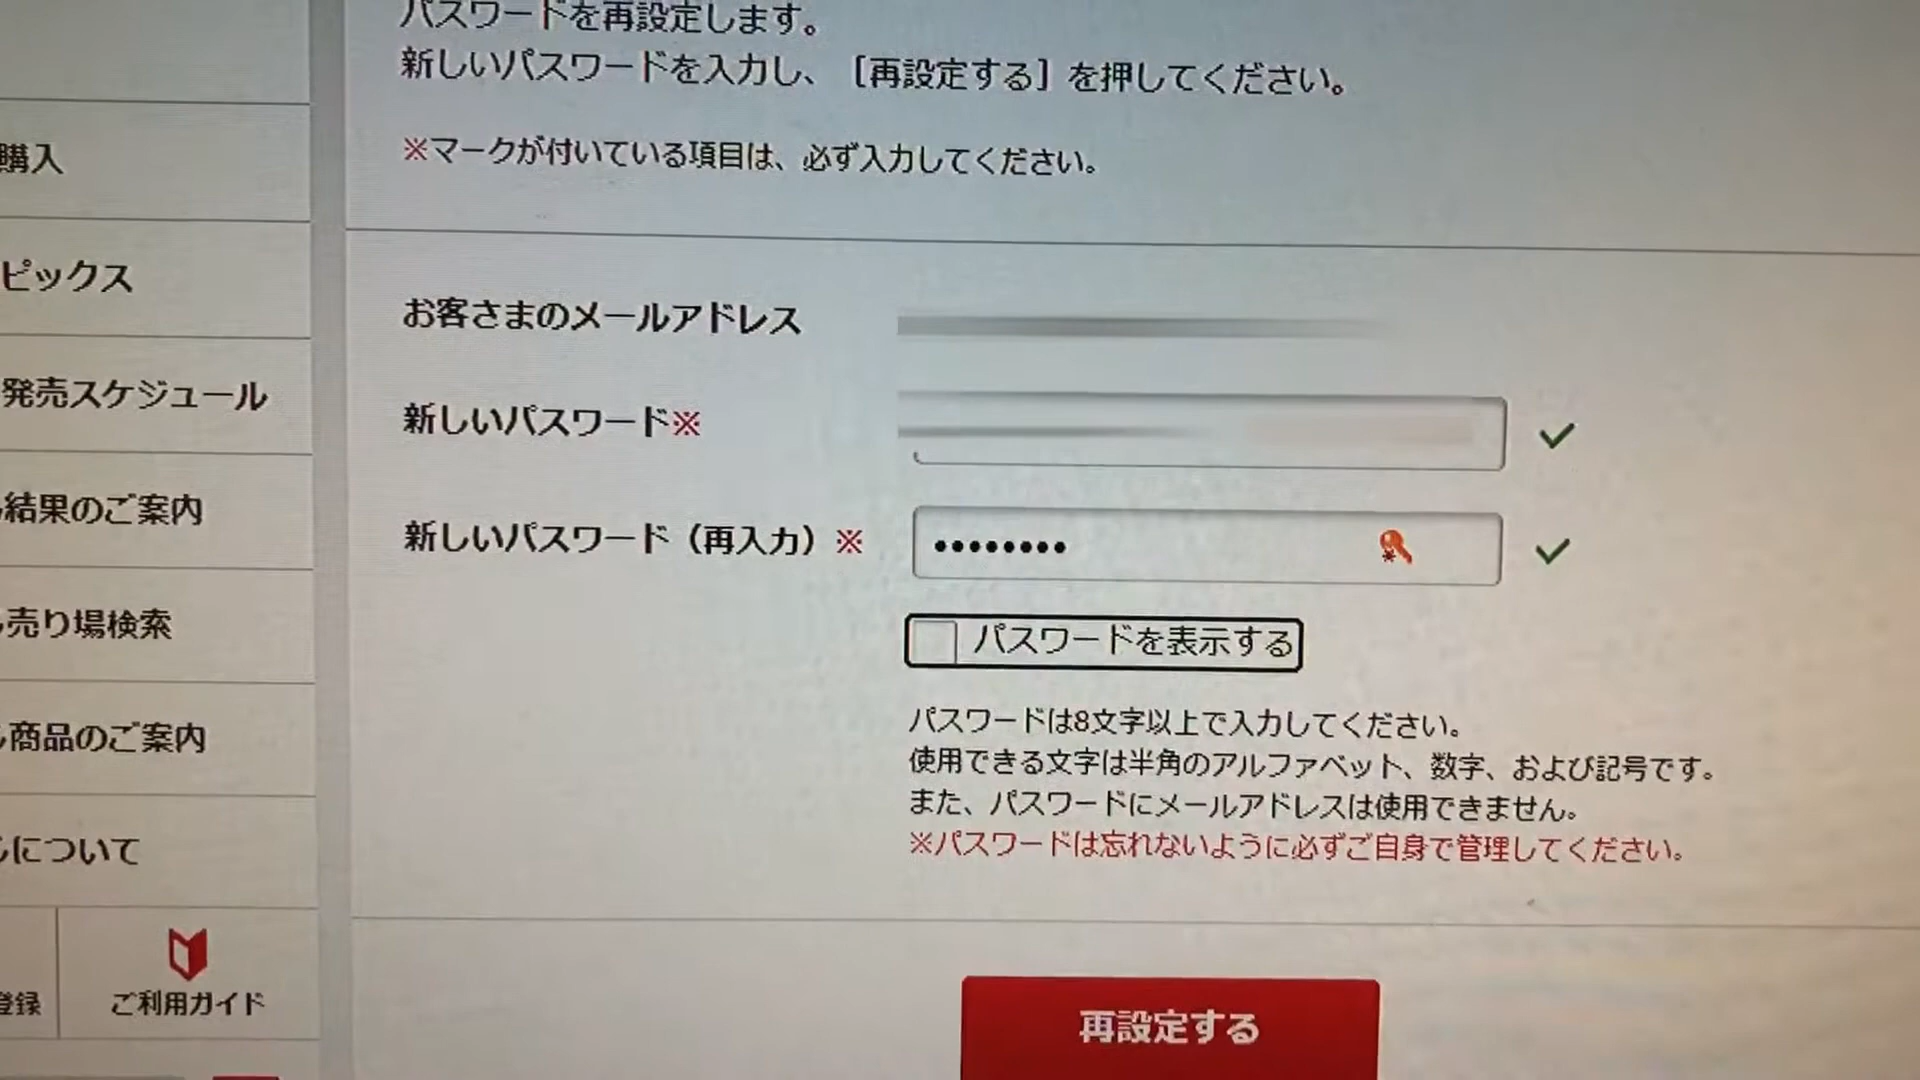 パスワードを再設定します。
新しいパスワードを入力し、［再設定する］を押してください。
※マークが付いている項目は、必ず入力してください。
購入
ピックス
発売スケジュール
結果のご案内
売り場検索
商品のご案内
について
登録
ご利用ガイド
お客さまのメールアドレス
新しいパスワード※
新しいパスワード（再入力）※
••••••••
パスワードを表示する
パスワードは8文字以上で入力してください。
使用できる文字は半角のアルファベット、数字、および記号です。
また、パスワードにメールアドレスは使用できません。
※パスワードは忘れないように必ずご自身で管理してください。
再設定する